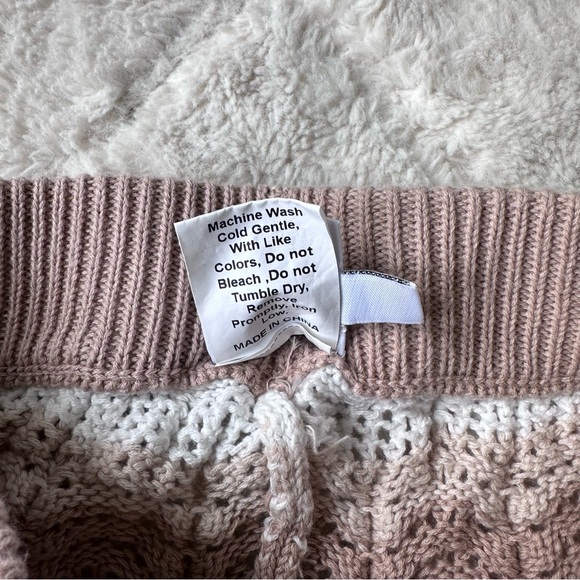 Machine Wash
Cold Gentle,
With Like
Colors, Do not
Bleach ,Do not
Tumble Dry,
Remove
Promptly, Iron
Low.
MADE IN CHINA